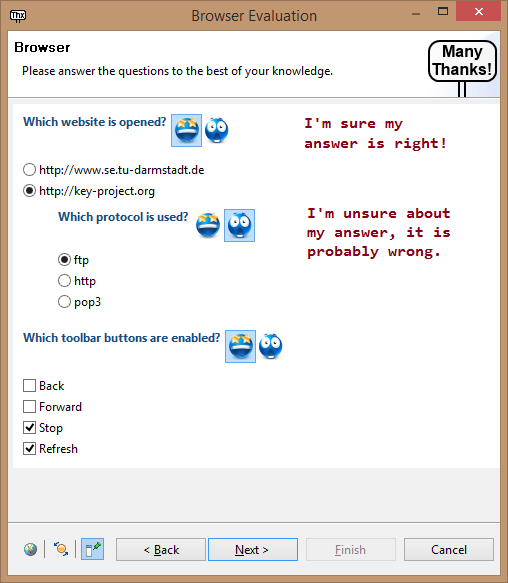 Thx
Browser Evaluation
Browser
Please answer the questions to the best of your knowledge.
Many
Thanks!
Which website is opened?
I'm sure my
answer is right!
http://www.se.tu-darmstadt.de
http://key-project.org
Which protocol is used?
I'm unsure about
my answer, it is
probably wrong.
ftp
http
pop3
Which toolbar buttons are enabled?
Back
Forward
Stop
Refresh
< Back
Next >
Finish
Cancel